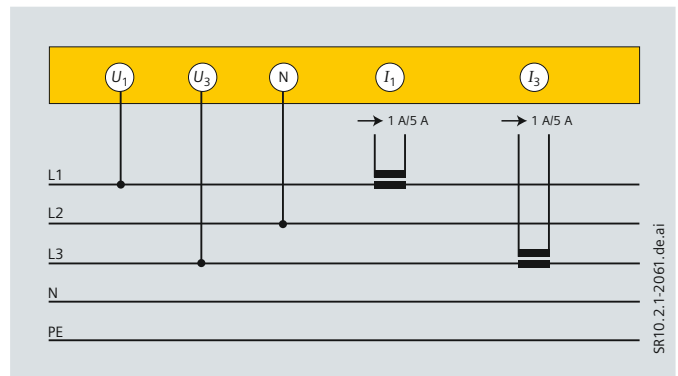 U₁ U₃ N I₁ I₃
1 A/5 A 1 A/5 A
L1
L2
L3
N
PE
SR10.2.1-2061.de.ai